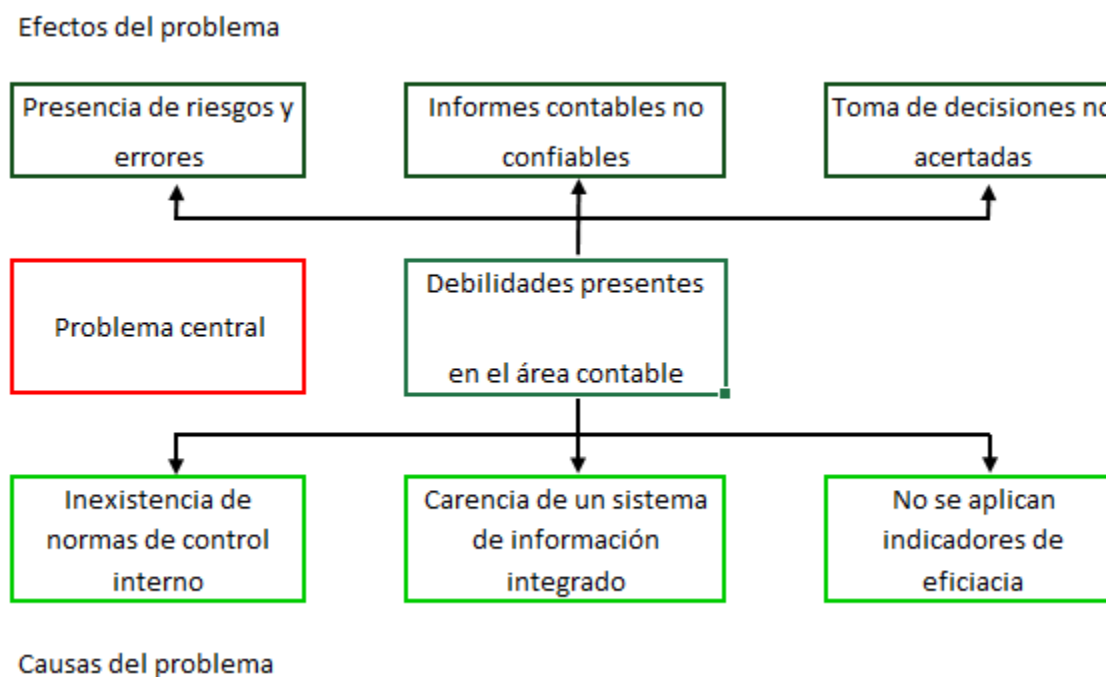 Efectos del problema
Presencia de riesgos y
errores
Informes contables no
confiables
Toma de decisiones no
acertadas
Problema central
Debilidades presentes
en el área contable
Inexistencia de
normas de control
interno
Carencia de un sistema
de información
integrado
No se aplican
indicadores de
eficiacia
Causas del problema